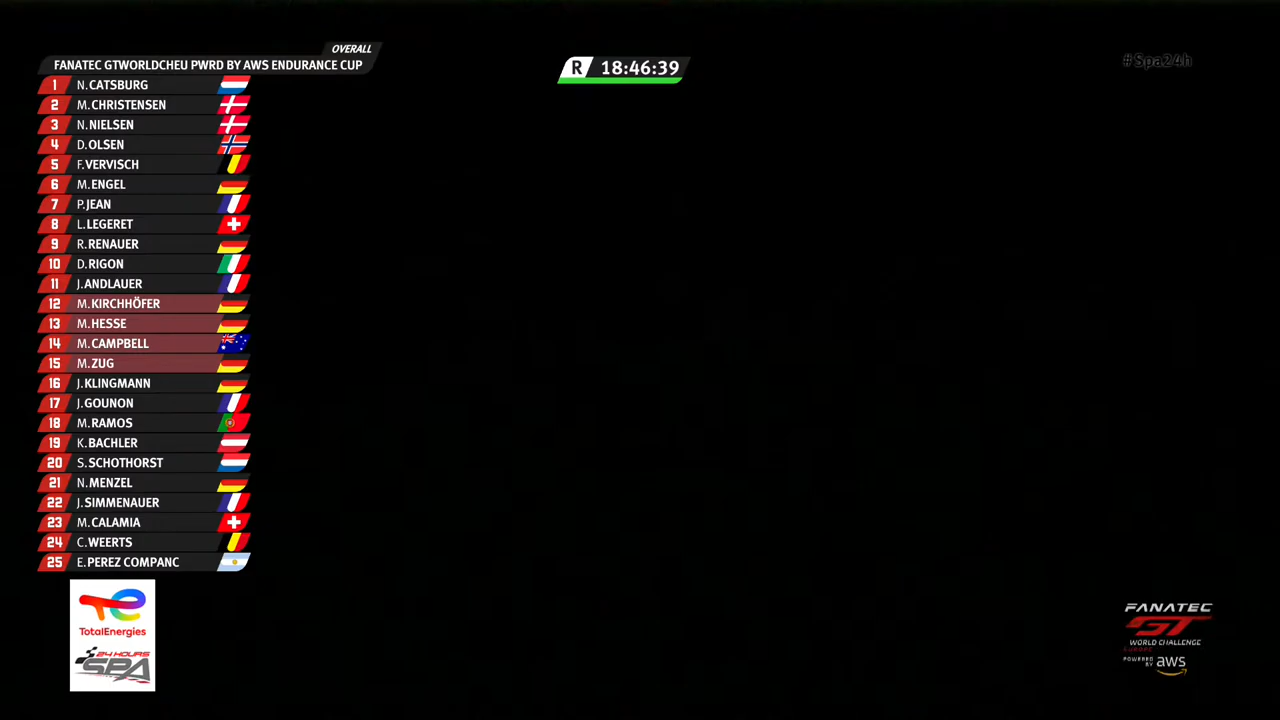 OVERALL
FANATEC GTWORLDCHEU PWRD BY AWS ENDURANCE CUP
R 18:46:39
#Spa24h
1 N.CATSBURG
2 M.CHRISTENSEN
3 N.NIELSEN
4 D.OLSEN
5 F.VERVISCH
6 M.ENGEL
7 P.JEAN
8 L.LEGERET
9 R.RENAUER
10 D.RIGON
11 J.ANDLAUER
12 M.KIRCHHÖFER
13 M.HESSE
14 M.CAMPBELL
15 M.ZUG
16 J.KLINGMANN
17 J.GOUNON
18 M.RAMOS
19 K.BACHLER
20 S.SCHOTHORST
21 N.MENZEL
22 J.SIMMENAUER
23 M.CALAMIA
24 C.WEERTS
25 E.PEREZ COMPANC
TotalEnergies
24 HOURS
SPA
FANATEC
GT
WORLD CHALLENGE
EUROPE
POWERED BY aws